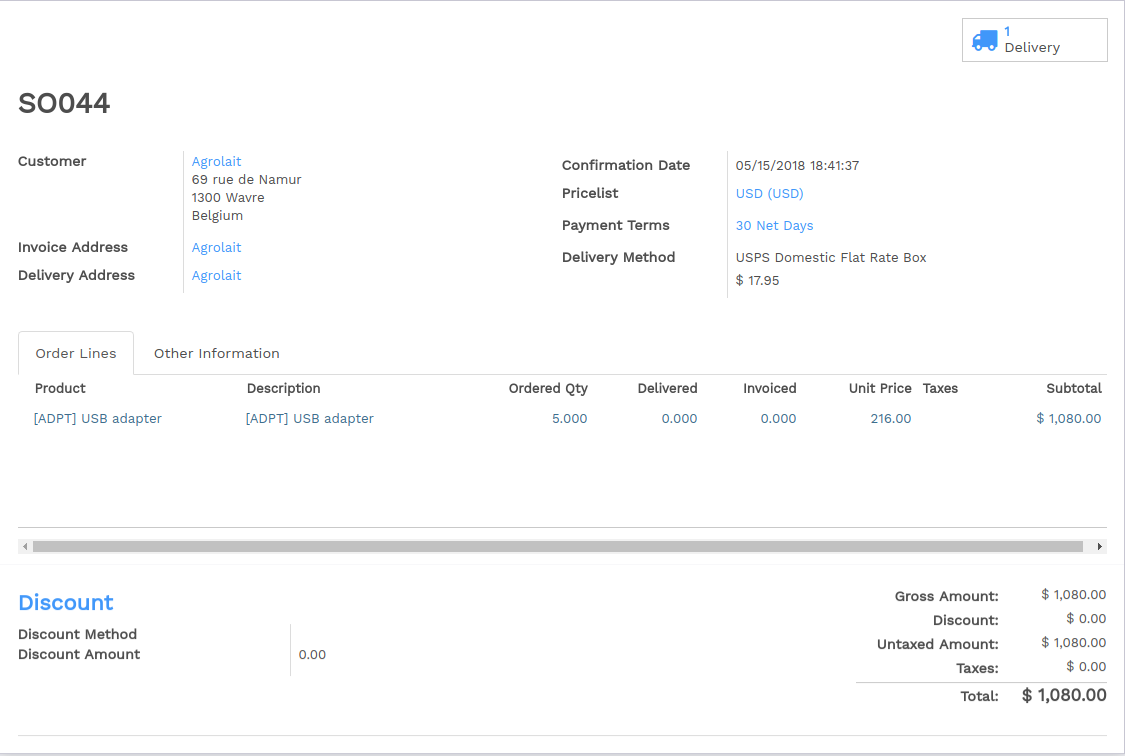 1
Delivery
SO044
Customer
Agrolait
69 rue de Namur
1300 Wavre
Belgium
Invoice Address
Agrolait
Delivery Address
Agrolait
Confirmation Date
05/15/2018 18:41:37
Pricelist
USD (USD)
Payment Terms
30 Net Days
Delivery Method
USPS Domestic Flat Rate Box
$ 17.95
Order Lines Other Information
Product Description Ordered Qty Delivered Invoiced Unit Price Taxes Subtotal
[ADPT] USB adapter [ADPT] USB adapter 5.000 0.000 0.000 216.00 $ 1,080.00
Discount
Discount Method
Discount Amount 0.00
Gross Amount: $ 1,080.00
Discount: $ 0.00
Untaxed Amount: $ 1,080.00
Taxes: $ 0.00
Total: $ 1,080.00